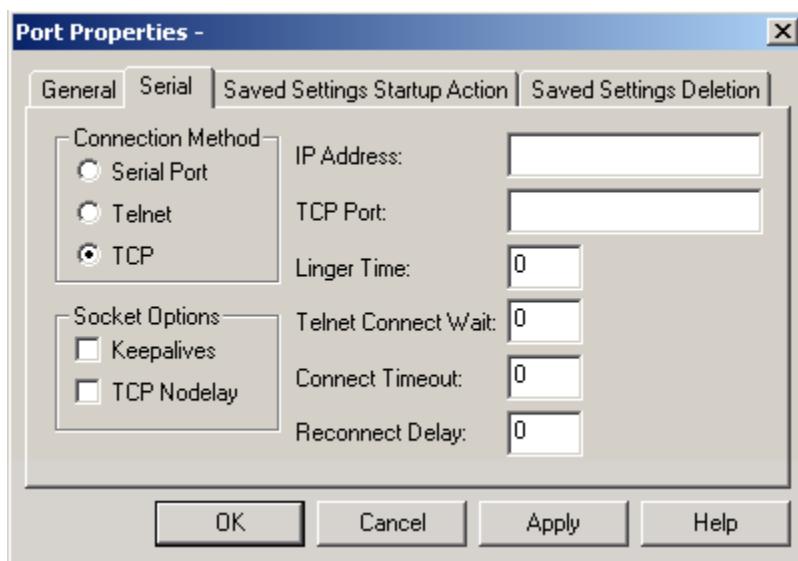 Port Properties -
General Serial Saved Settings Startup Action Saved Settings Deletion
Connection Method
Serial Port
Telnet
TCP
Socket Options
Keepalives
TCP Nodelay
IP Address:
TCP Port:
Linger Time: 0
Telnet Connect Wait: 0
Connect Timeout: 0
Reconnect Delay: 0
OK Cancel Apply Help